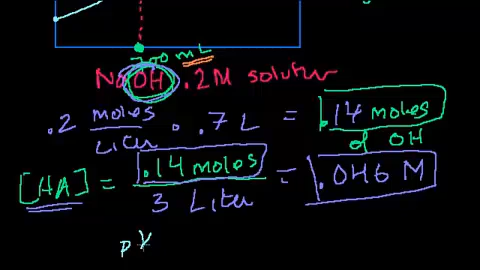 700 mL
NaOH .2M solution
.2 moles/Liter · .7 L = .14 moles of OH
[HA] = .14 moles / 3 Liter = .046 M
p